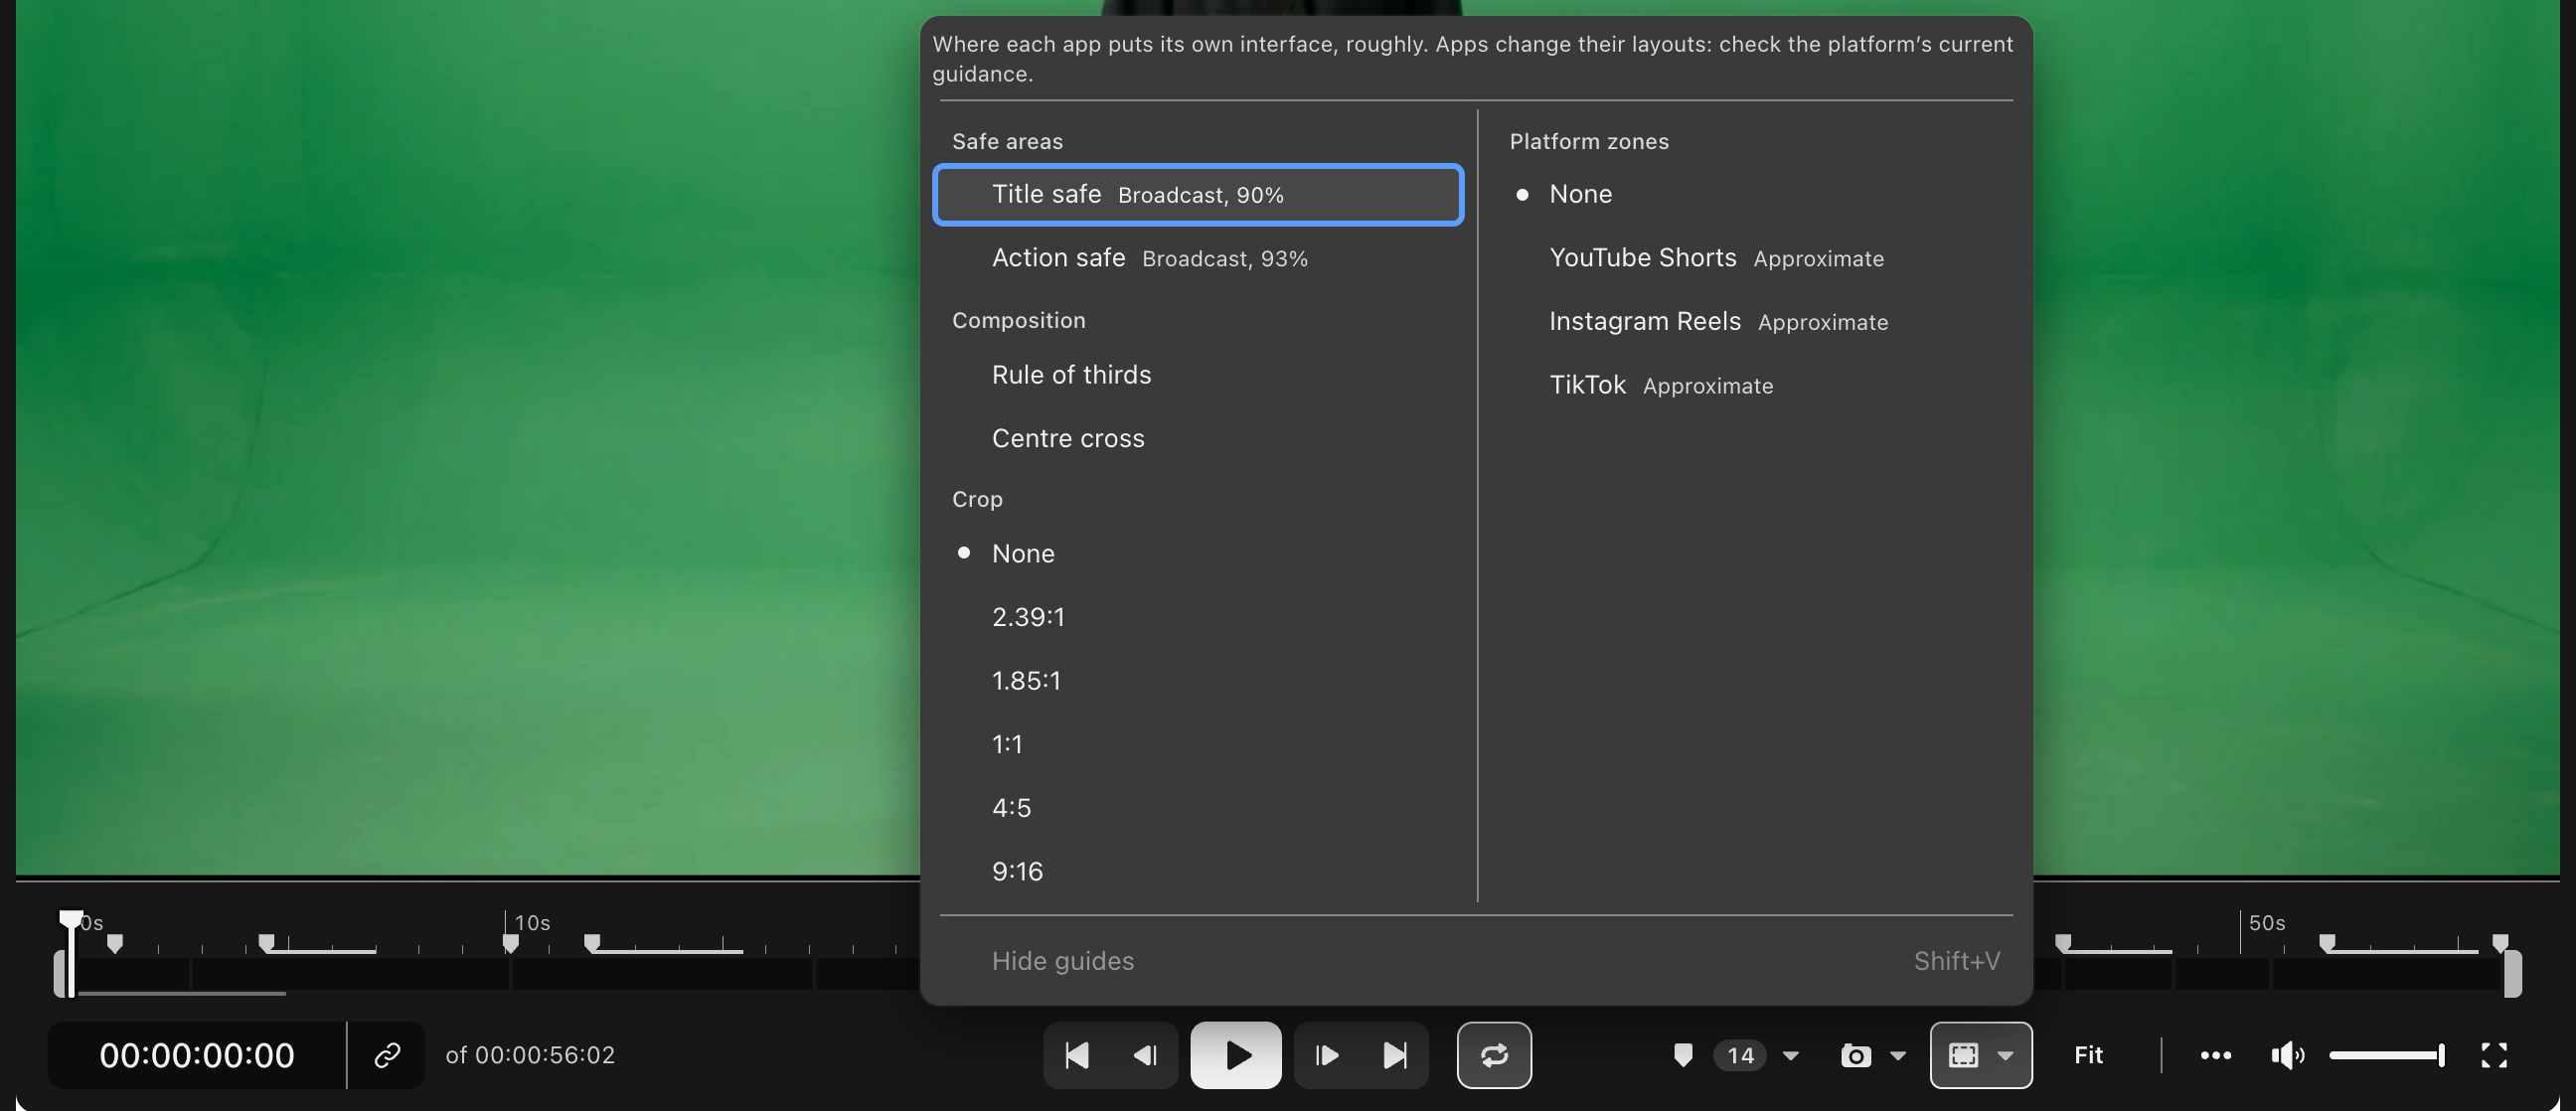 Where each app puts its own interface, roughly. Apps change their layouts: check the platform’s current
guidance.
Safe areas
Title safe Broadcast, 90%
Action safe Broadcast, 93%
Composition
Rule of thirds
Centre cross
Crop
None
2.39:1
1.85:1
1:1
4:5
9:16
Platform zones
None
YouTube Shorts Approximate
Instagram Reels Approximate
TikTok Approximate
Hide guides Shift+V
0s 10s 50s
00:00:00:00 of 00:00:56:02 14 Fit